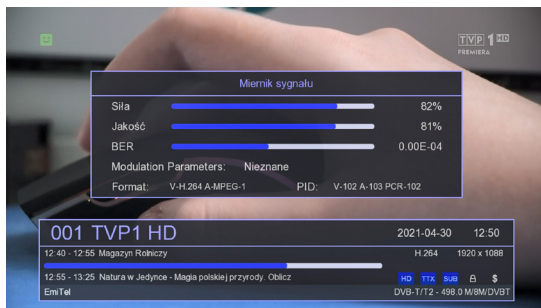 TVP 1 HD
PREMIERA
Miernik sygnału
Siła 82%
Jakość 81%
BER 0.00E-04
Modulation Parameters: Nieznane
Format: V-H.264 A-MPEG-1 PID: V-102 A-103 PCR-102
001 TVP1 HD 2021-04-30 12:50
12:40 - 12:55 Magazyn Rolniczy H.264 1920 x 1088
12:55 - 13:25 Natura w Jedynce - Magia polskiej przyrody. Oblicz HD TTX SUB $
EmiTel DVB-T/T2 - 498.0 M/8M/DVBT